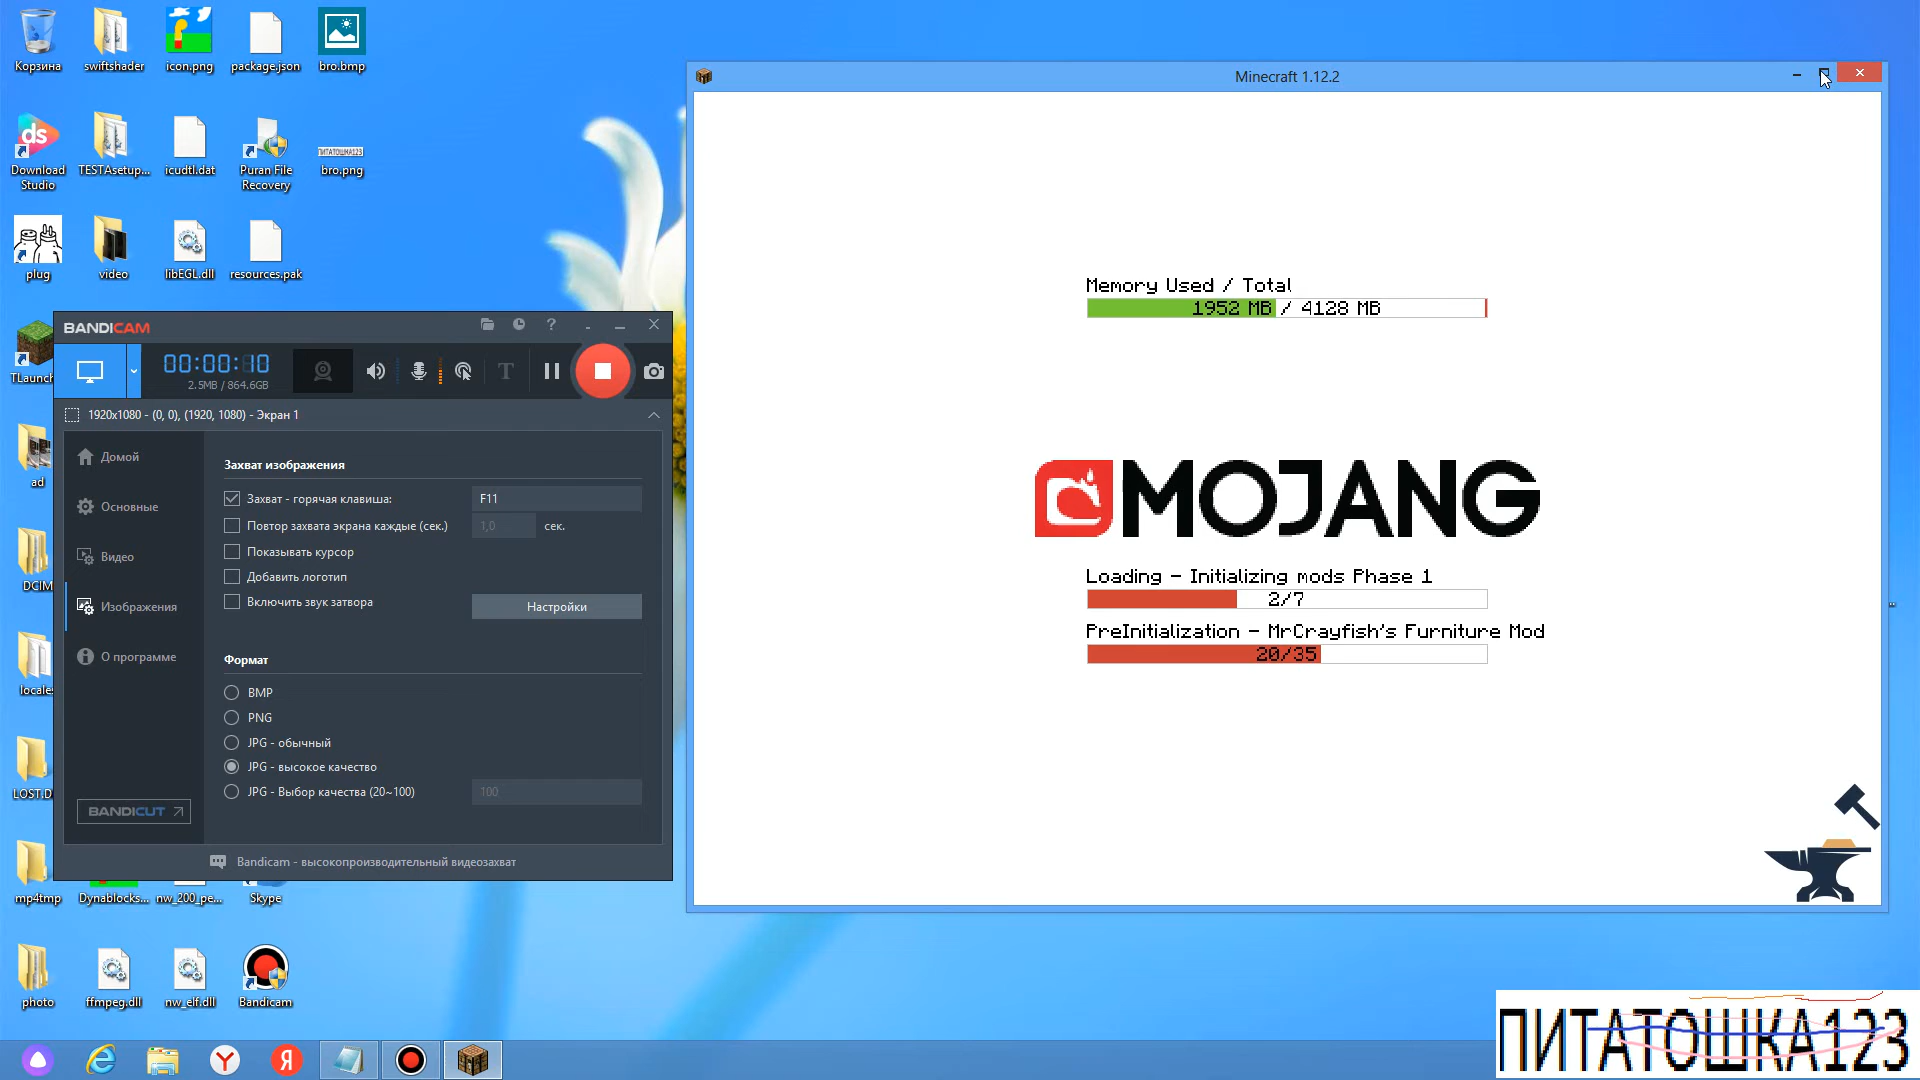 Корзина
swiftshader
icon.png
package.json
bro.bmp
ds
Download Studio
TESTAsetup...
icudtl.dat
Puran File Recovery
ПИТАТОШКА123
bro.png
plug
video
libEGL.dll
resources.pak
TLaunch
ad
DCIM
locales
LOST.D
mp4tmp
Dynablocks...
nw_200_pe...
Skype
photo
ffmpeg.dll
nw_elf.dll
Bandicam
BANDICAM
?
00:00:10
2.5MB / 864.6GB
T
1920x1080 - (0, 0), (1920, 1080) - Экран 1
Домой
Основные
Видео
Изображения
О программе
BANDICUT
Захват изображения
Захват - горячая клавиша:
F11
Повтор захвата экрана каждые (сек.)
1,0
сек.
Показывать курсор
Добавить логотип
Включить звук затвора
Настройки
Формат
BMP
PNG
JPG - обычный
JPG - высокое качество
JPG - Выбор качества (20~100)
100
Bandicam - высокопроизводительный видеозахват
Minecraft 1.12.2
Memory Used / Total
1952 MB / 4128 MB
MOJANG
Loading - Initializing mods Phase 1
2/7
PreInitialization - MrCrayfish's Furniture Mod
20/35
Y
Я
ПИТАТОШКА123